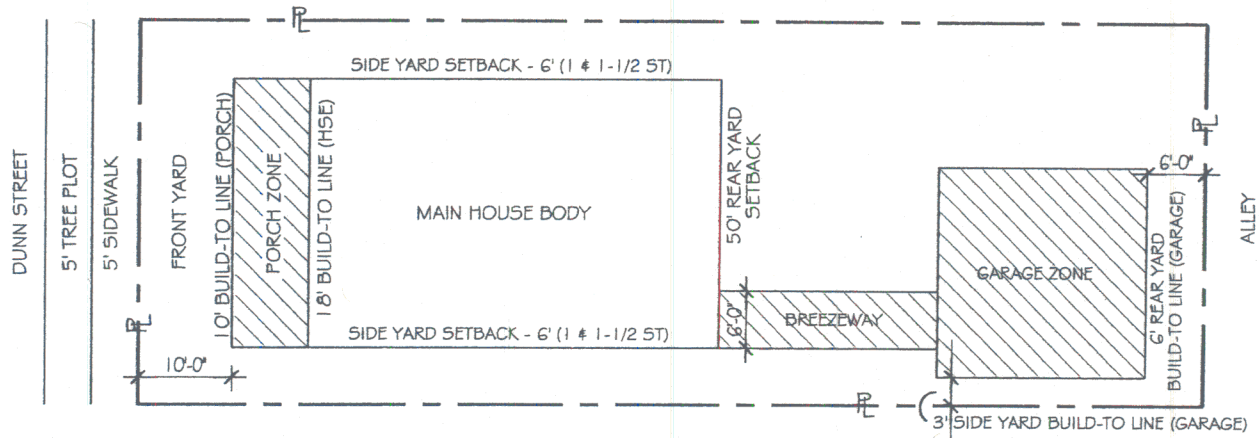 DUNN STREET
5' TREE PLOT
5' SIDEWALK
PL
FRONT YARD
10' BUILD-TO LINE (PORCH)
PORCH ZONE
18' BUILD-TO LINE (HSE)
SIDE YARD SETBACK - 6' (1 & 1-1/2 ST)
MAIN HOUSE BODY
SIDE YARD SETBACK - 6' (1 & 1-1/2 ST)
50' REAR YARD
SETBACK
6'-0"
BREEZEWAY
GARAGE ZONE
6'-0"
6' REAR YARD
BUILD-TO LINE (GARAGE)
PL
ALLEY
PL
10'-0"
PL
3' SIDE YARD BUILD-TO LINE (GARAGE)